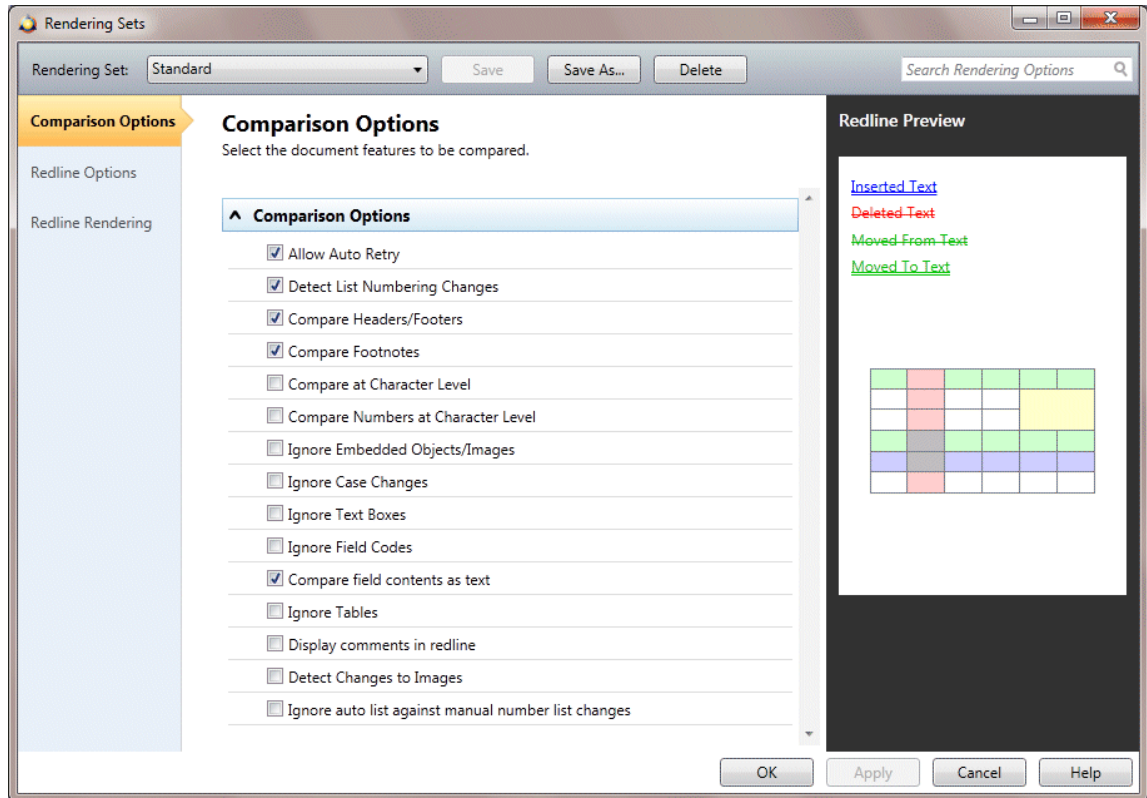 Rendering Sets
Rendering Set: Standard Save Save As... Delete Search Rendering Options
Comparison Options
Redline Options
Redline Rendering
Comparison Options
Select the document features to be compared.
Comparison Options
Allow Auto Retry
Detect List Numbering Changes
Compare Headers/Footers
Compare Footnotes
Compare at Character Level
Compare Numbers at Character Level
Ignore Embedded Objects/Images
Ignore Case Changes
Ignore Text Boxes
Ignore Field Codes
Compare field contents as text
Ignore Tables
Display comments in redline
Detect Changes to Images
Ignore auto list against manual number list changes
Redline Preview
Inserted Text
Deleted Text
Moved From Text
Moved To Text
OK Apply Cancel Help